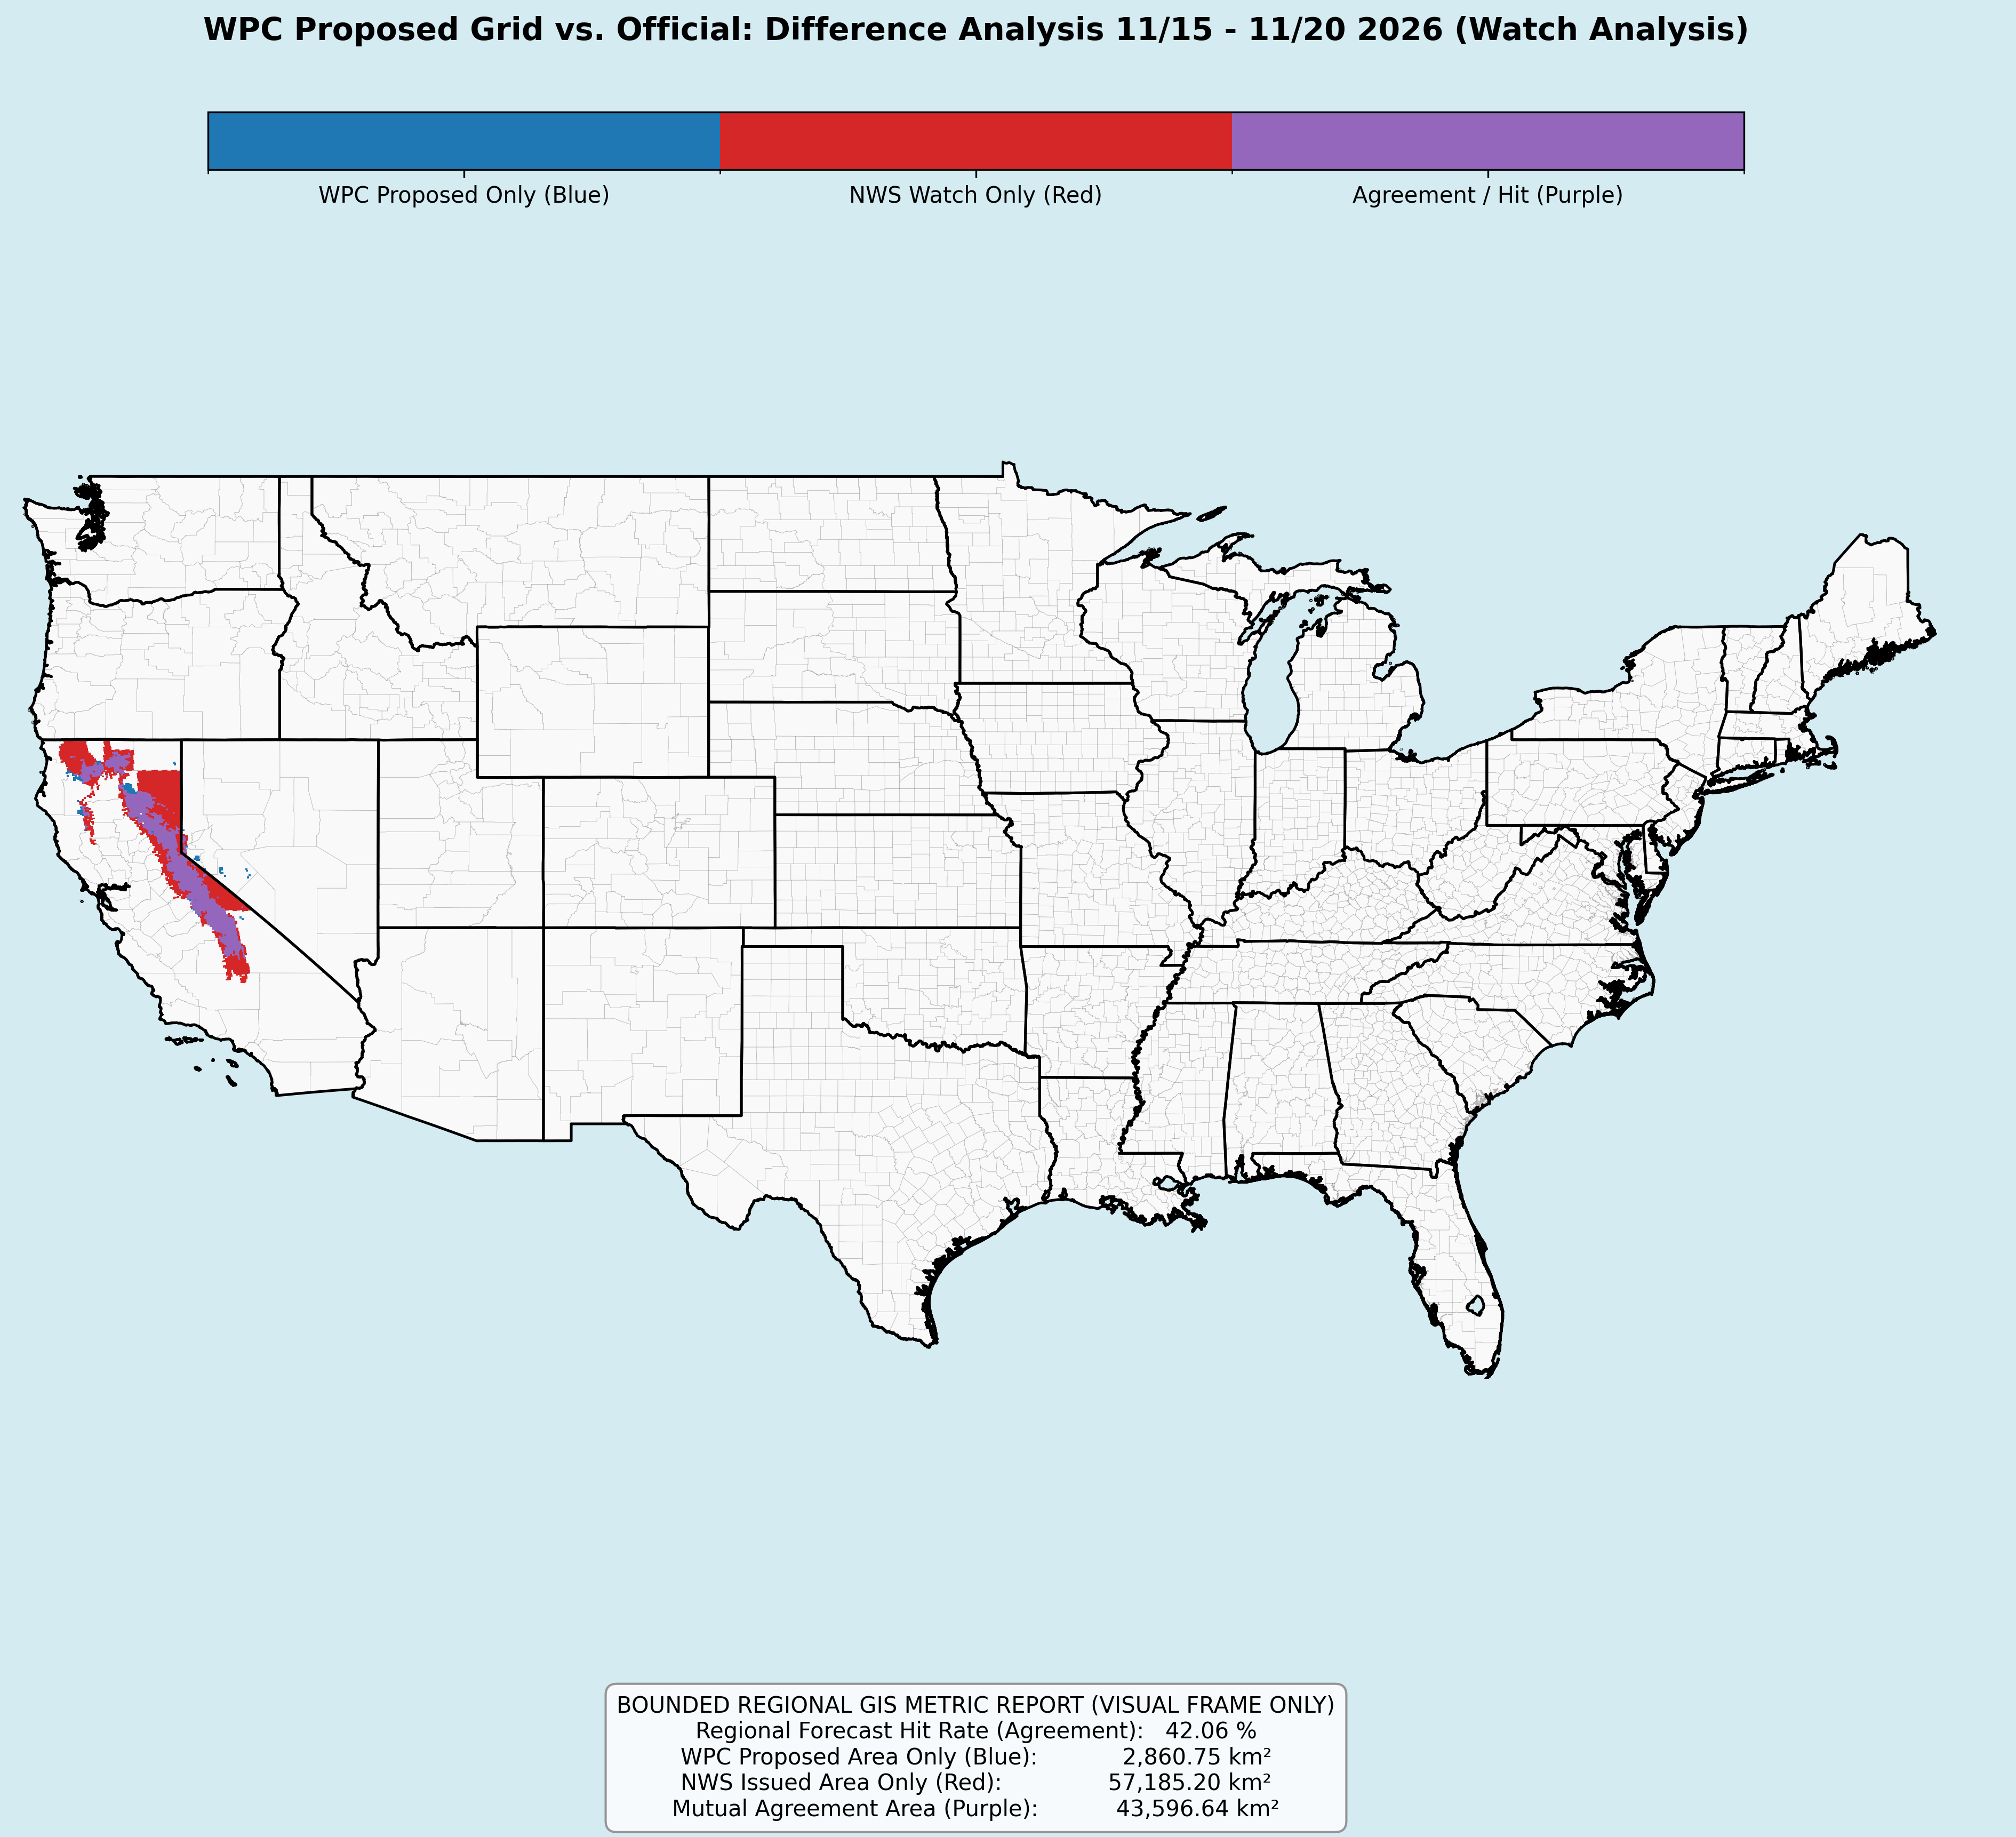 WPC Proposed Grid vs. Official: Difference Analysis 11/15 - 11/20 2026 (Watch Analysis)
WPC Proposed Only (Blue)
NWS Watch Only (Red)
Agreement / Hit (Purple)
BOUNDED REGIONAL GIS METRIC REPORT (VISUAL FRAME ONLY)
Regional Forecast Hit Rate (Agreement): 42.06 %
WPC Proposed Area Only (Blue): 2,860.75 km²
NWS Issued Area Only (Red): 57,185.20 km²
Mutual Agreement Area (Purple): 43,596.64 km²